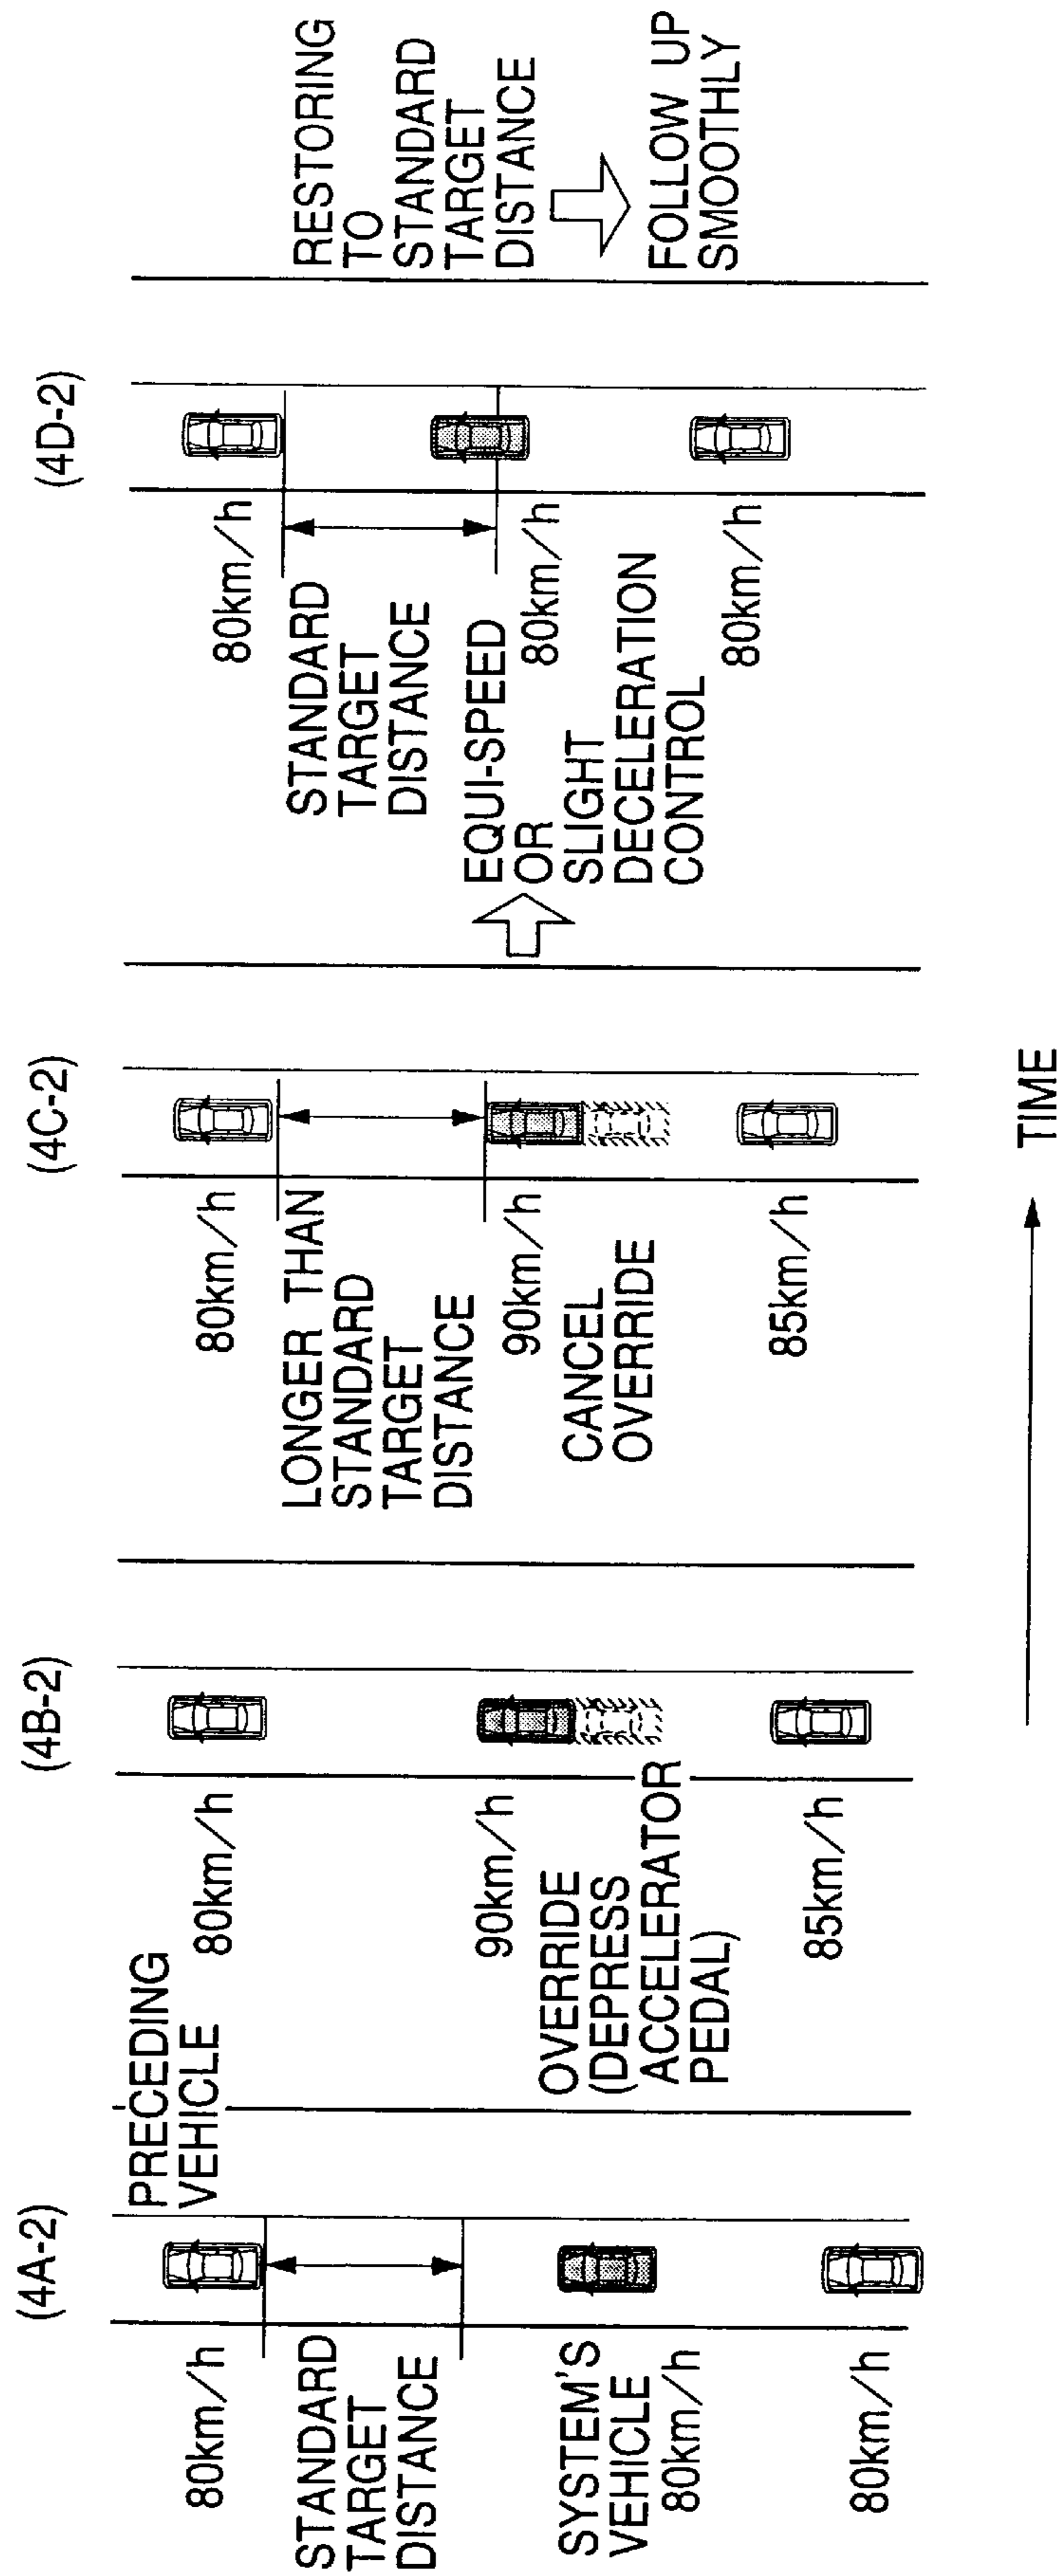 (4A-2)
PRECEDING
VEHICLE
80km/h
STANDARD
TARGET
DISTANCE
SYSTEM'S
VEHICLE
80km/h
80km/h
(4B-2)
80km/h
90km/h
OVERRIDE
(DEPRESS
ACCELERATOR
PEDAL)
85km/h
(4C-2)
80km/h
LONGER THAN
STANDARD
TARGET
DISTANCE
90km/h
CANCEL
OVERRIDE
85km/h
(4D-2)
80km/h
STANDARD
TARGET
DISTANCE
EQUI-SPEED
OR
SLIGHT
DECELERATION
CONTROL
80km/h
80km/h
RESTORING
TO
STANDARD
TARGET
DISTANCE
FOLLOW UP
SMOOTHLY
TIME